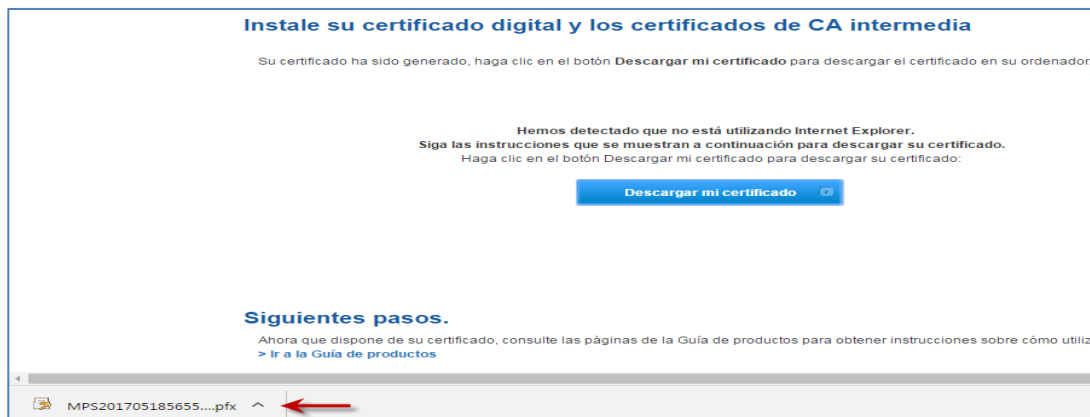 Instale su certificado digital y los certificados de CA intermedia
Su certificado ha sido generado, haga clic en el botón Descargar mi certificado para descargar el certificado en su ordenador.
Hemos detectado que no está utilizando Internet Explorer.
Siga las instrucciones que se muestran a continuación para descargar su certificado.
Haga clic en el botón Descargar mi certificado para descargar su certificado:
Descargar mi certificado
Siguientes pasos.
Ahora que dispone de su certificado, consulte las páginas de la Guía de productos para obtener instrucciones sobre cómo utiliz
> Ir a la Guía de productos
MPS201705185655....pfx